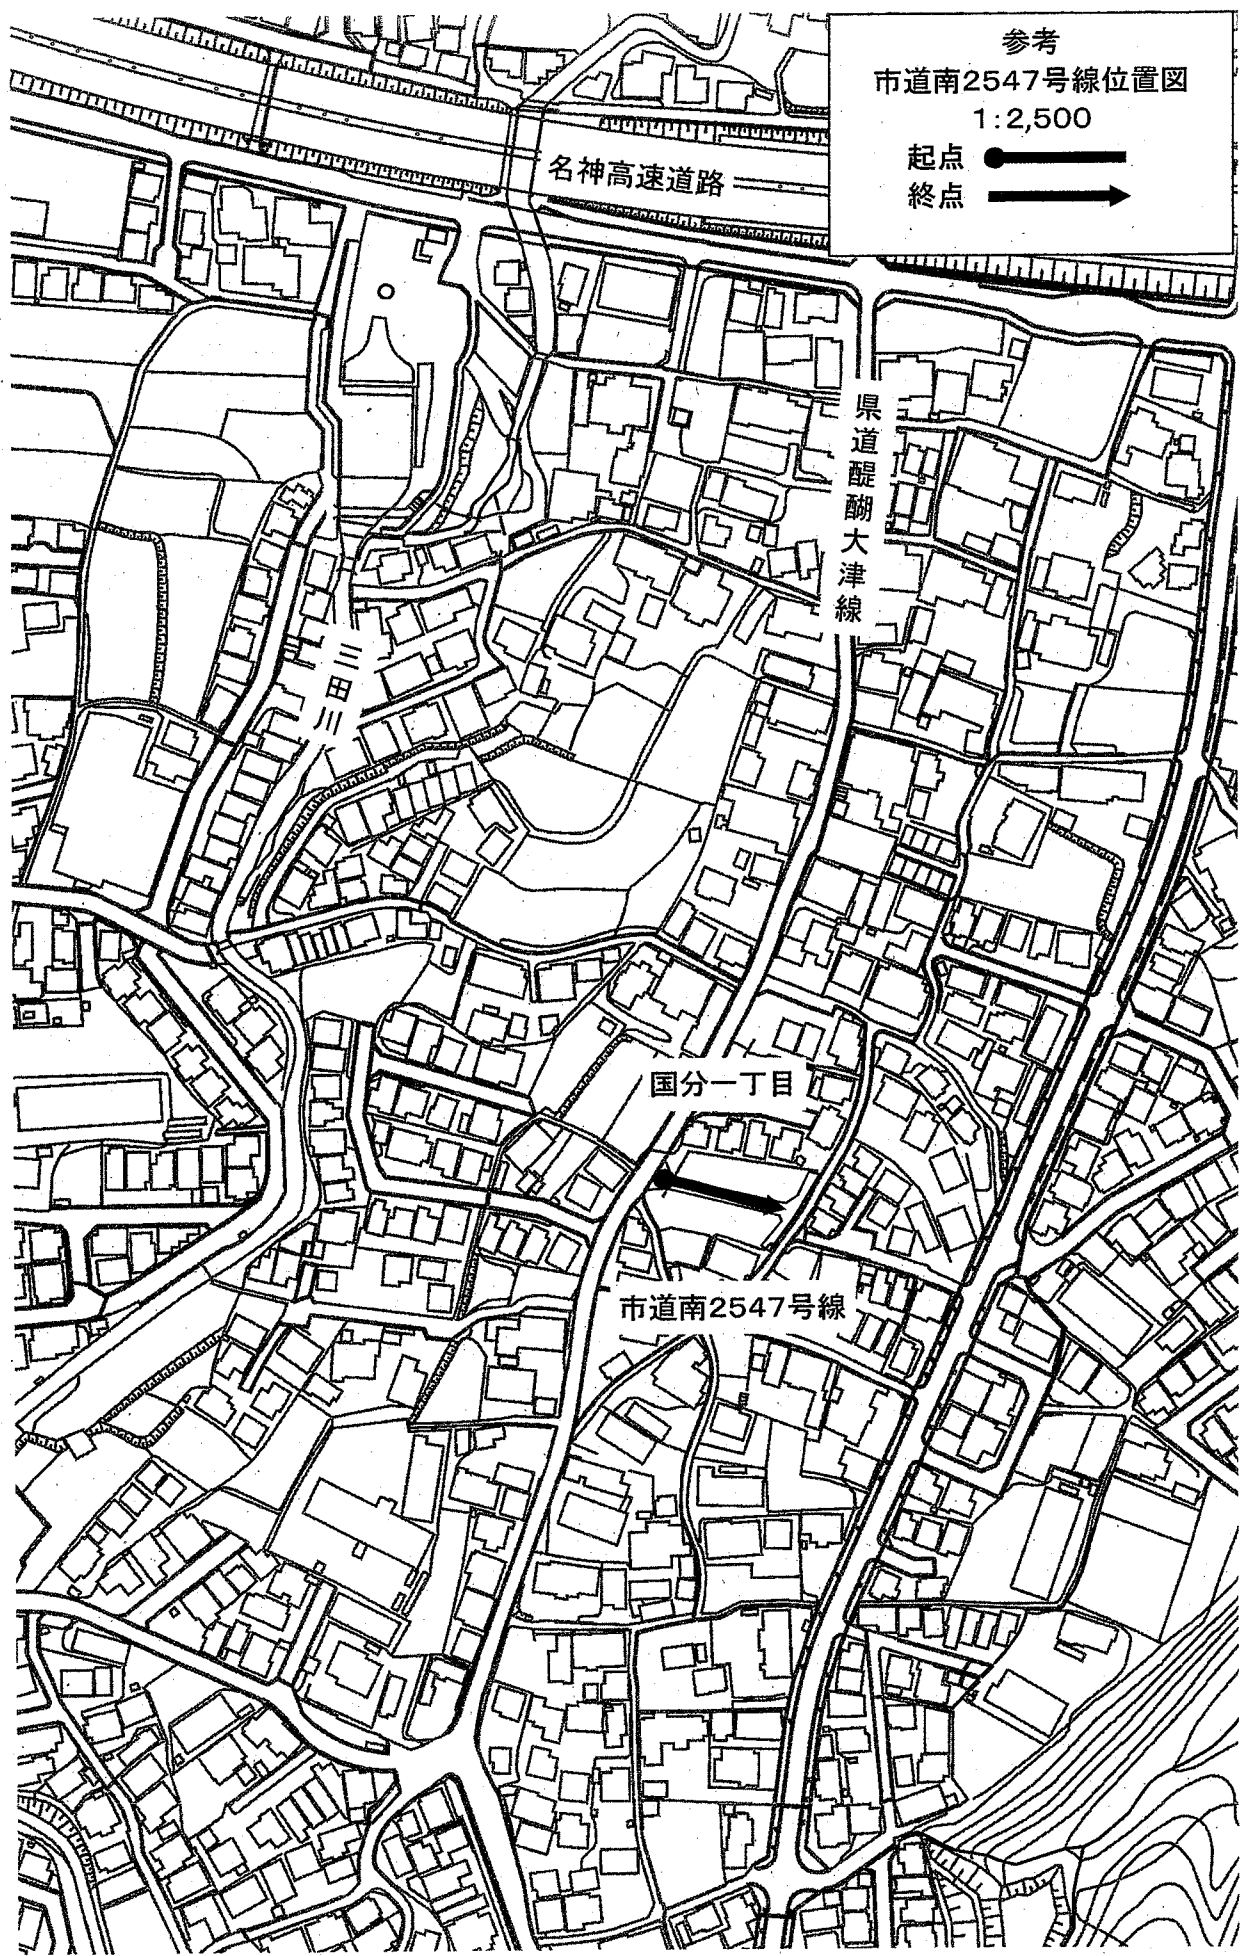 参考
市道南2547号線位置図
1:2,500
起点
終点
名神高速道路
県道醍醐大津線
三田川
国分一丁目
市道南2547号線